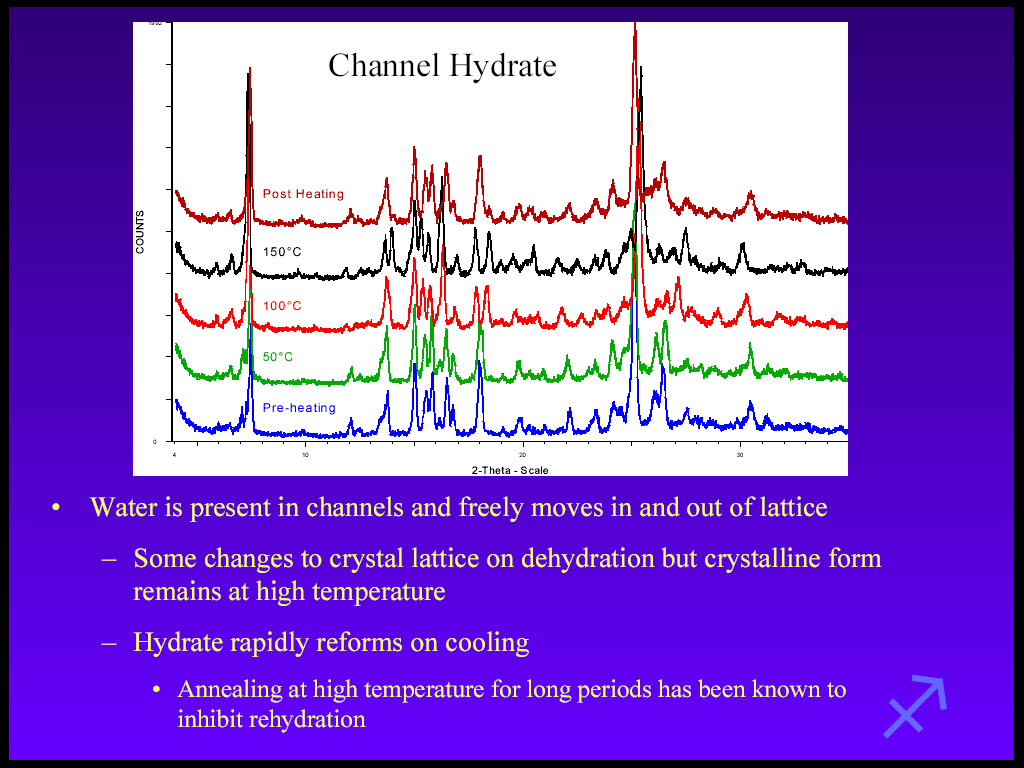 1992
Channel Hydrate
Post Heating
150°C
100°C
50°C
Pre-heating
COUNTS
0
4
10
20
30
2-Theta - Scale
• Water is present in channels and freely moves in and out of lattice
– Some changes to crystal lattice on dehydration but crystalline form
remains at high temperature
– Hydrate rapidly reforms on cooling
• Annealing at high temperature for long periods has been known to
inhibit rehydration